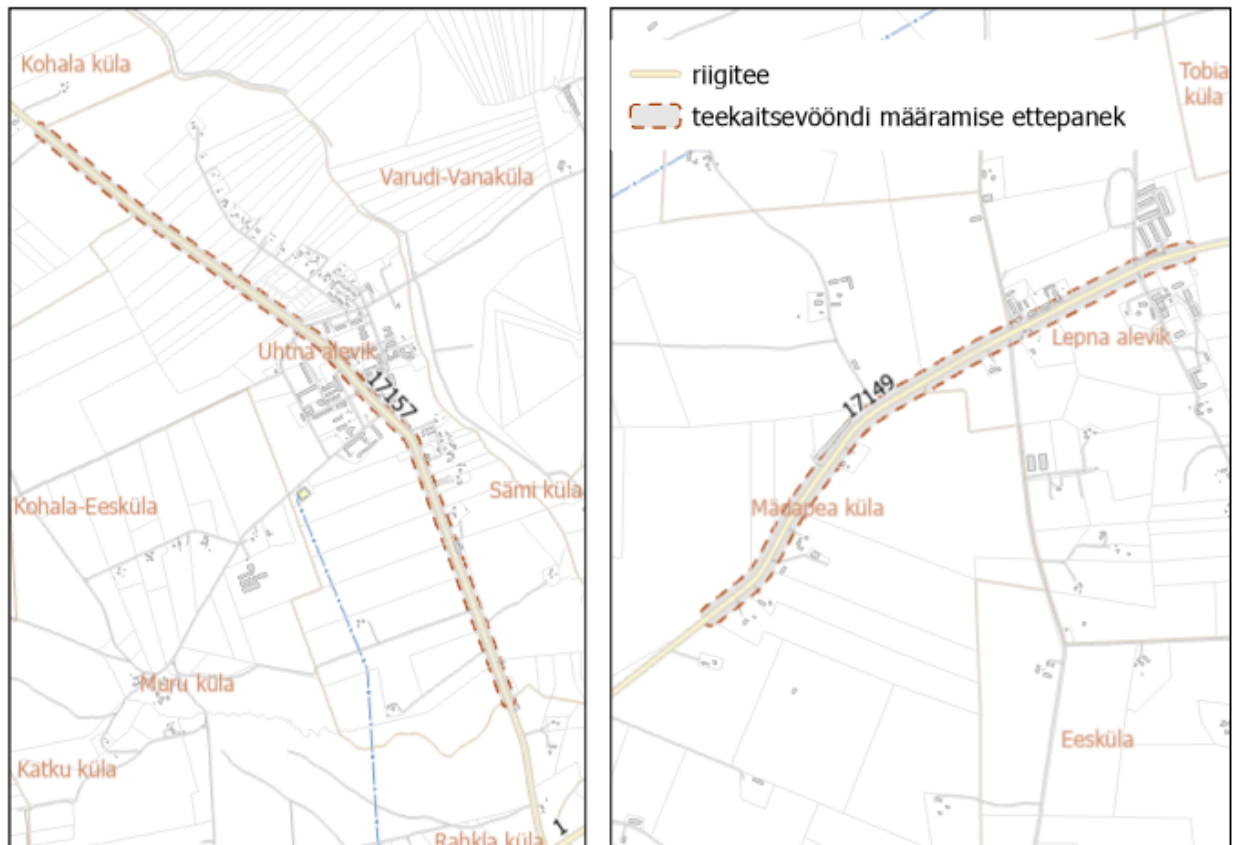 Kohala küla
Varudi-Vanaküla
Uhtna alevik
17157
Kohala-Eesküla
Sämi küla
Muru küla
Katku küla
Rahkla küla
1
riigitee
teekaitsevööndi määramise ettepanek
Tobia
küla
Lepna alevik
17149
Mädapea küla
Eesküla